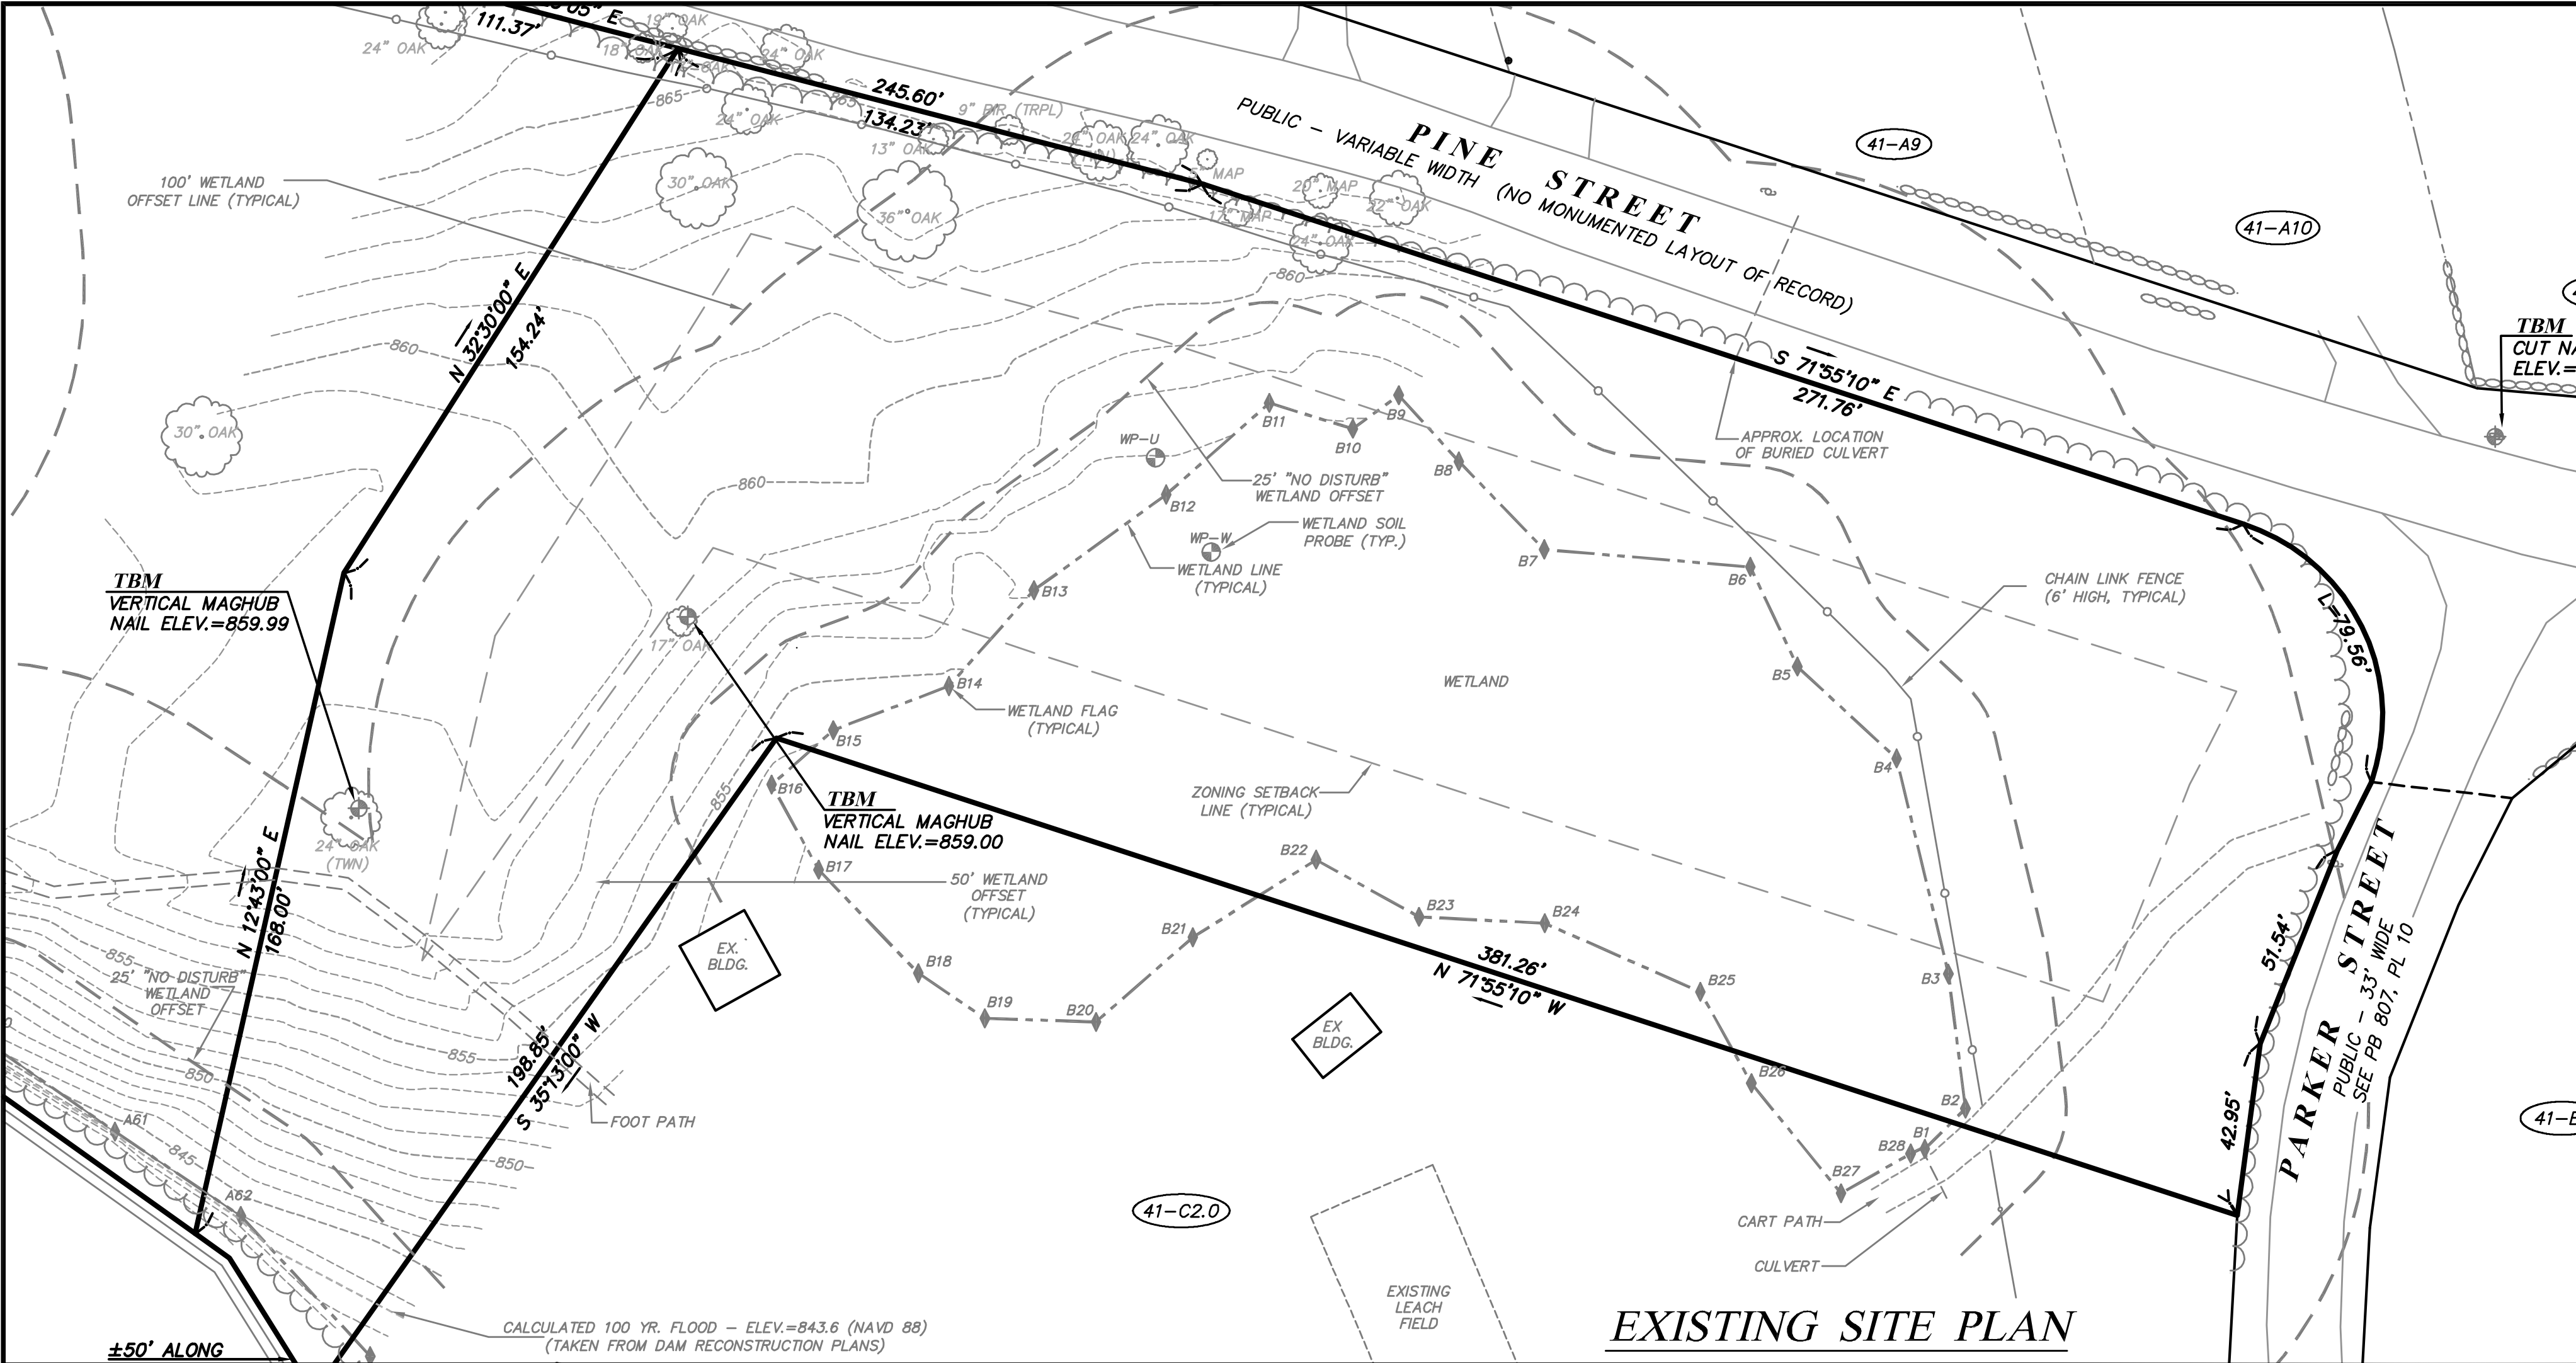 05" E
111.37'
24" OAK
19" OAK
18" OAK
24" OAK
865
24" OAK
245.60'
134.23'
9" BIR (TRPL)
13" OAK
24" OAK
24" OAK
MAP
20" MAP
17" MAP
22" OAK
24" OAK
30" OAK
36" OAK
PINE STREET
PUBLIC - VARIABLE WIDTH (NO MONUMENTED LAYOUT OF RECORD)
41-A9
41-A10
100' WETLAND
OFFSET LINE (TYPICAL)
N 32°30'00" E
154.24'
860
860
TBM
CUT NA
ELEV.=
S 71°55'10" E
271.76'
APPROX. LOCATION
OF BURIED CULVERT
30" OAK
860
WP-U
B11
B10
B9
B8
25' "NO DISTURB"
WETLAND OFFSET
B12
WETLAND SOIL
PROBE (TYP.)
WP-W
B7
B6
WETLAND LINE
(TYPICAL)
B13
CHAIN LINK FENCE
(6' HIGH, TYPICAL)
L=79.56'
TBM
VERTICAL MAGHUB
NAIL ELEV.=859.99
17" OAK
B14
B5
WETLAND
WETLAND FLAG
(TYPICAL)
B15
B4
B16
855
ZONING SETBACK
LINE (TYPICAL)
TBM
VERTICAL MAGHUB
NAIL ELEV.=859.00
24" OAK
(TWN)
B22
B17
50' WETLAND
OFFSET
(TYPICAL)
N 12°43'00" E
168.00'
B23
B24
B21
EX.
BLDG.
B18
381.26'
N 71°55'10" W
B25
B3
51.54'
PARKER STREET
PUBLIC - 33' WIDE
SEE PB 807, PL 10
855
25' "NO DISTURB"
WETLAND
OFFSET
B19
B20
EX
BLDG.
855
850
198.85'
S 35°13'00" W
B26
B2
B1
B28
42.95'
41-E
A61
FOOT PATH
845
850
B27
A62
41-C2.0
CART PATH
CULVERT
EXISTING
LEACH
FIELD
CALCULATED 100 YR. FLOOD - ELEV.=843.6 (NAVD 88)
(TAKEN FROM DAM RECONSTRUCTION PLANS)
±50' ALONG
EXISTING SITE PLAN